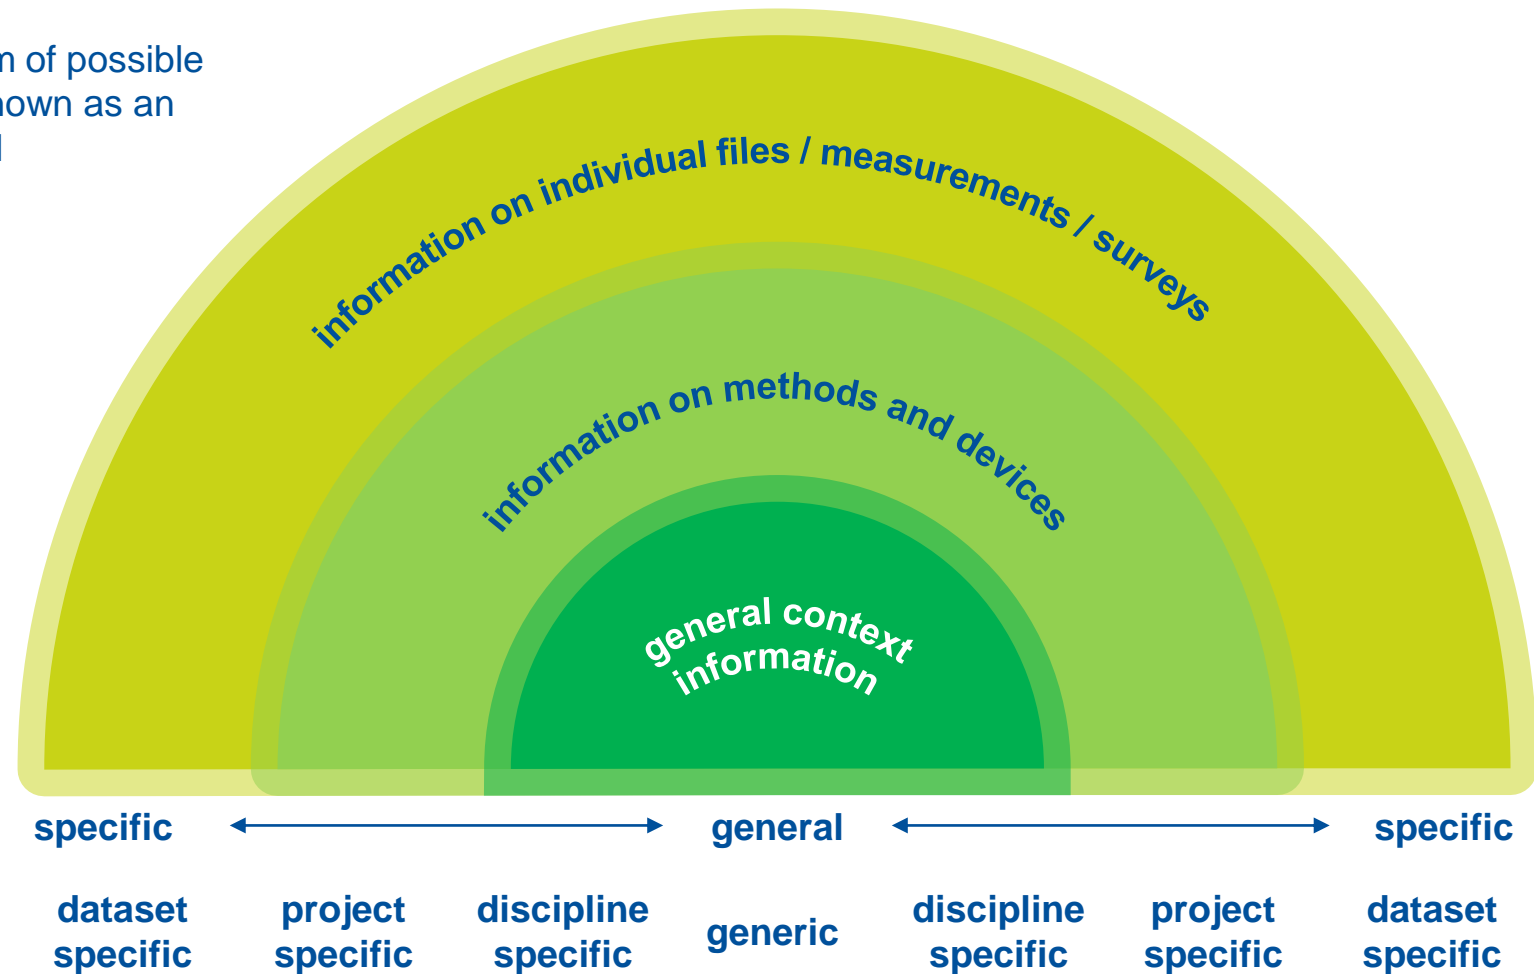 of possible
as an
information on individual files / measurements / surveys
information on methods and devices
general context
information
specific
general
specific
dataset
specific
project
specific
discipline
specific
generic
discipline
specific
project
specific
dataset
specific